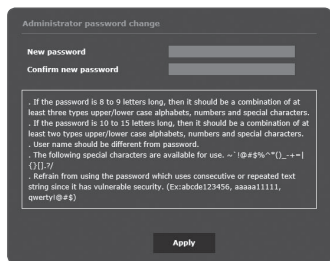 Administrator password change
New password
Confirm new password
. If the password is 8 to 9 letters long, then it should be a combination of at
least three types upper/lower case alphabets, numbers and special characters.
. If the password is 10 to 15 letters long, then it should be a combination of at
least two types upper/lower case alphabets, numbers and special characters.
. User name should be different from password.
. The following special characters are available for use. ~`!@#$%^*()_-+=|
{}[].?/
. Refrain from using the password which uses consecutive or repeated text
string since it has vulnerable security. (Ex:abcde123456, aaaaa11111,
qwerty!@#$)
Apply